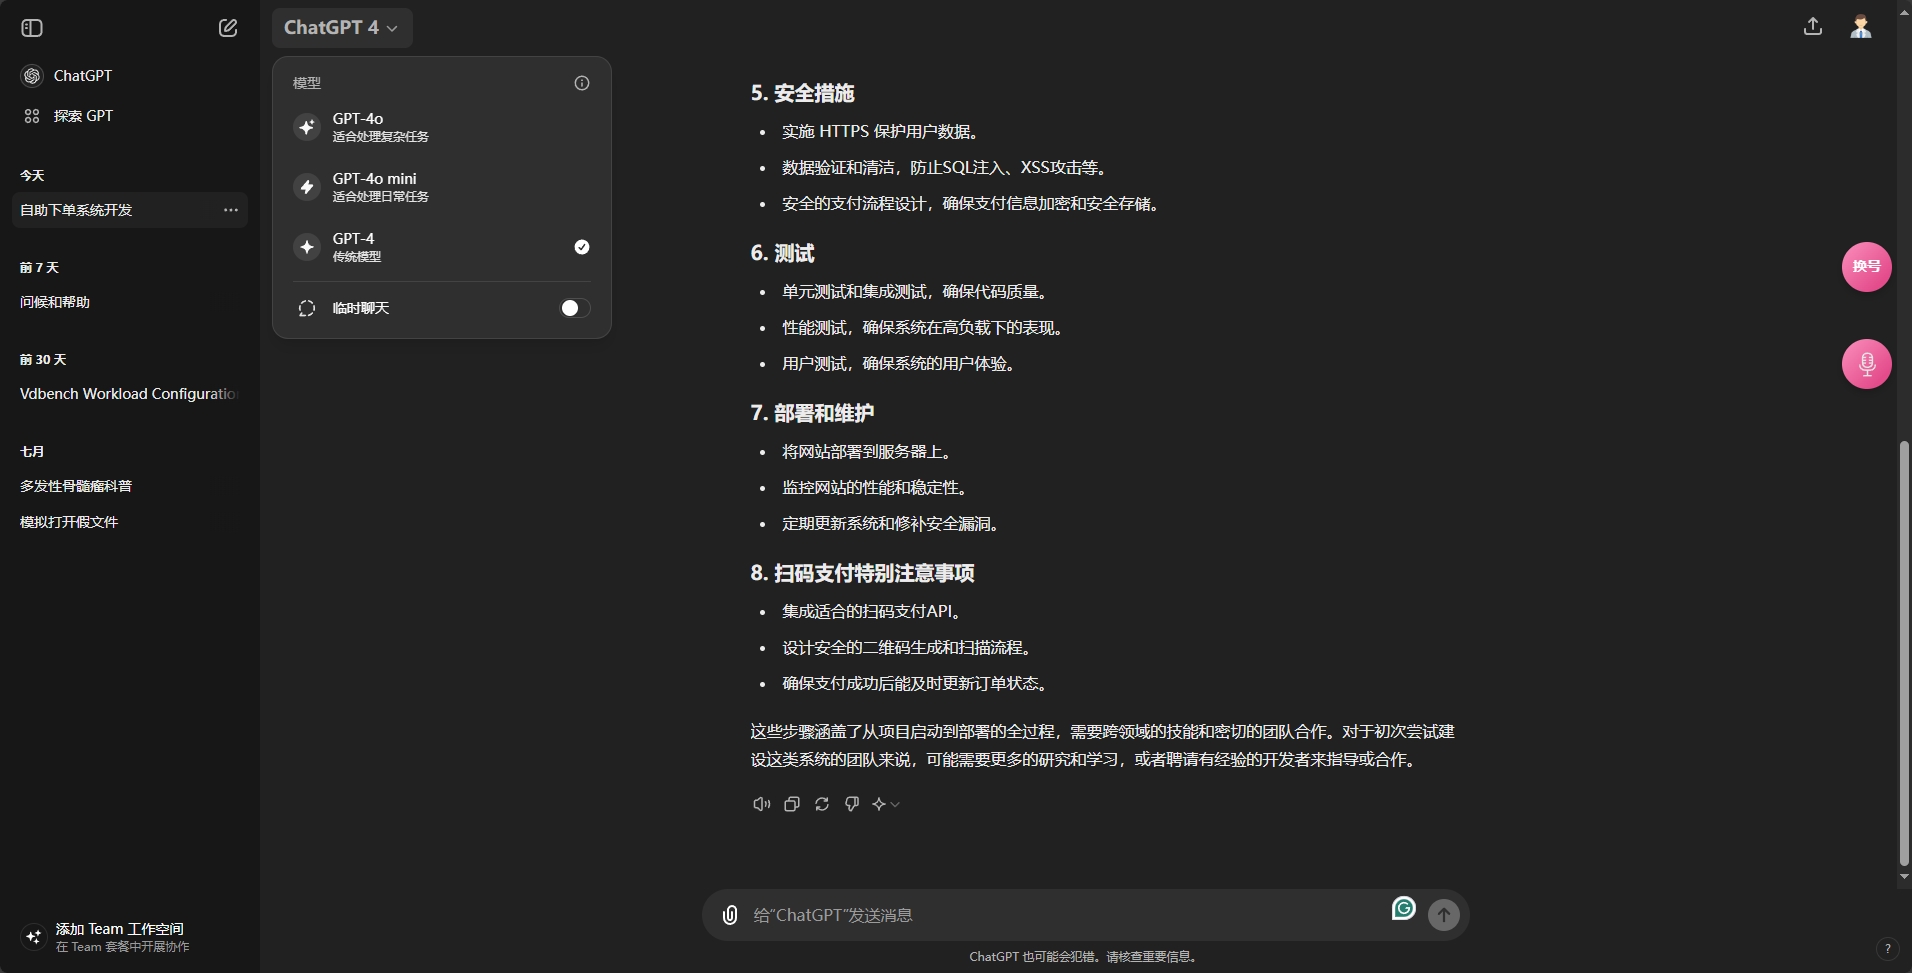 ChatGPT
探索 GPT
今天
自助下单系统开发
前 7 天
问候和帮助
前 30 天
Vdbench Workload Configuratio
七月
多发性骨髓瘤科普
模拟打开假文件
添加 Team 工作空间
在 Team 套餐中开展协作
ChatGPT 4
模型
GPT-4o
适合处理复杂任务
GPT-4o mini
适合处理日常任务
GPT-4
传统模型
临时聊天
5. 安全措施
• 实施 HTTPS 保护用户数据。
• 数据验证和清洁，防止SQL注入、XSS攻击等。
• 安全的支付流程设计，确保支付信息加密和安全存储。
6. 测试
• 单元测试和集成测试，确保代码质量。
• 性能测试，确保系统在高负载下的表现。
• 用户测试，确保系统的用户体验。
7. 部署和维护
• 将网站部署到服务器上。
• 监控网站的性能和稳定性。
• 定期更新系统和修补安全漏洞。
8. 扫码支付特别注意事项
• 集成适合的扫码支付API。
• 设计安全的二维码生成和扫描流程。
• 确保支付成功后能及时更新订单状态。
这些步骤涵盖了从项目启动到部署的全过程，需要跨领域的技能和密切的团队合作。对于初次尝试建
设这类系统的团队来说，可能需要更多的研究和学习，或者聘请有经验的开发者来指导或合作。
给“ChatGPT”发送消息
ChatGPT 也可能会犯错。请核查重要信息。
换号
?